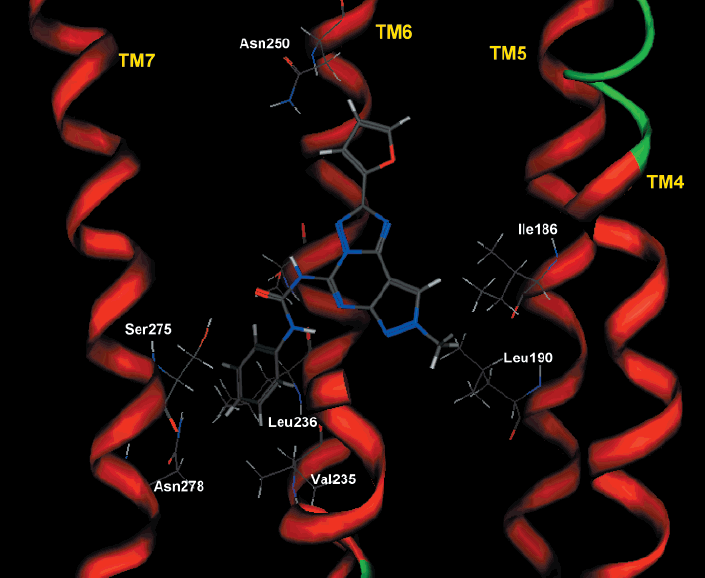 TM7
Asn250
TM6
TM5
TM4
Ile186
Ser275
Leu190
Leu236
Asn278
Val235